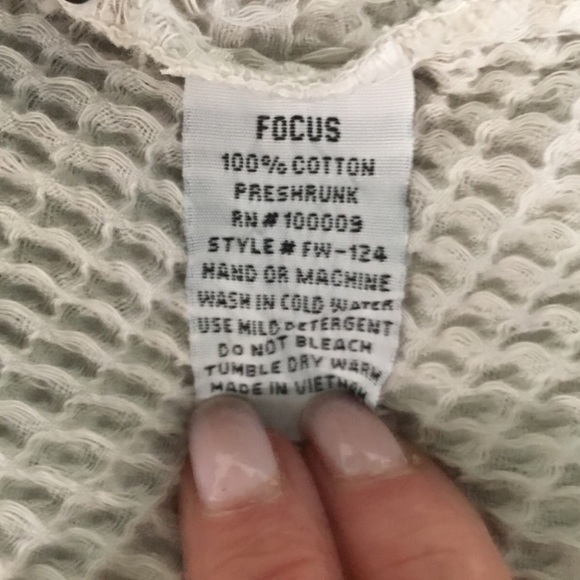 FOCUS
100% COTTON
PRESHRUNK
RN#100009
STYLE# FW-124
HAND OR MACHINE
WASH IN COLD WATER
USE MILD DETERGENT
DO NOT BLEACH
TUMBLE DRY WARM
MADE IN VIETNAM